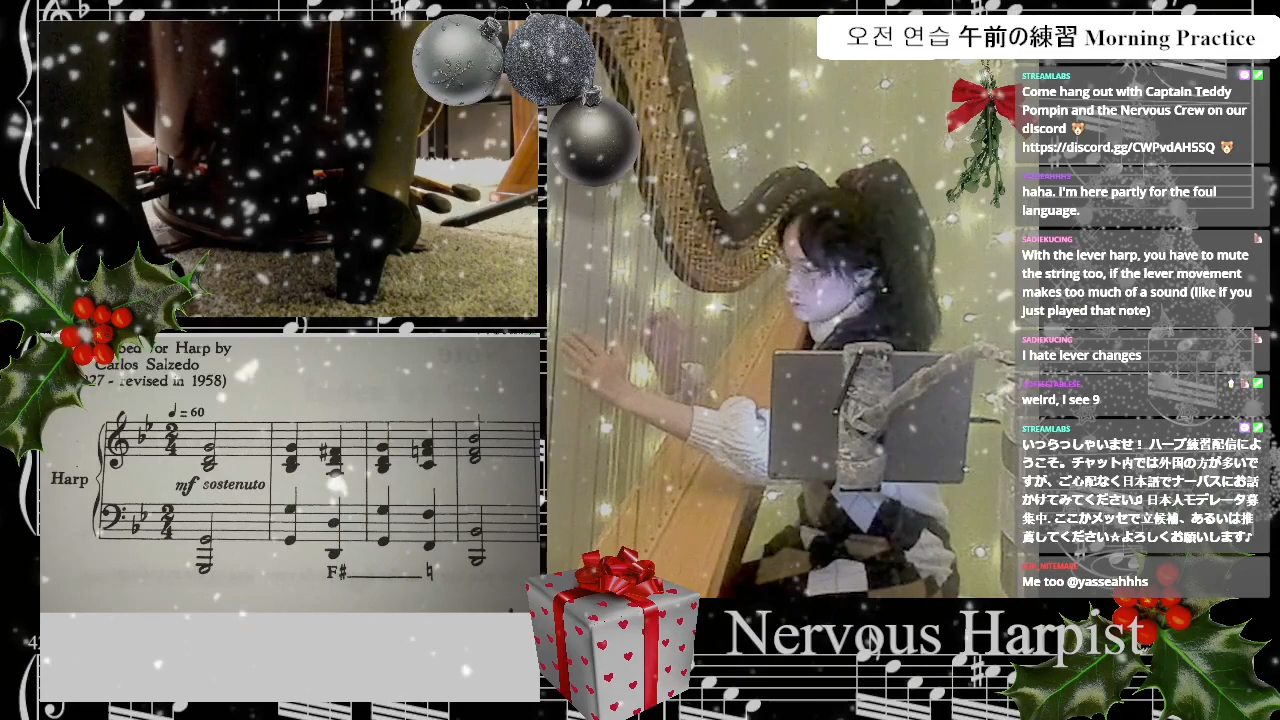 오전 연습 午前の練習 Morning Practice
STREAMLABS
Come hang out with Captain Teddy
Pompin and the Nervous Crew on our
discord 🐹
https://discord.gg/CWPvdAH5SQ 🐹
haha. I'm here partly for the foul
language.
SADIEKUCING
With the lever harp, you have to mute
the string too, if the lever movement
makes too much of a sound (like if you
just played that note)
SADIEKUCING
I hate lever changes
weird, I see 9
STREAMLABS
いらっしゃいませ！ ハープ練習配信によ
うこそ。チャット内では外国の方が多いで
すが、ご心配なく日本語でナーバスにお話
かけてみてください♫ 日本人モデレータ募
集中. ここかメッセで立候補、あるいは推
薦してください☆よろしくお願いします♪
Me too @yasseahhhs
for Harp by
Carlos Salzedo
27 - revised in 1958)
♩ = 60
2/4
Harp
mf sostenuto
2/4
F# ♮
Nervous Harpist